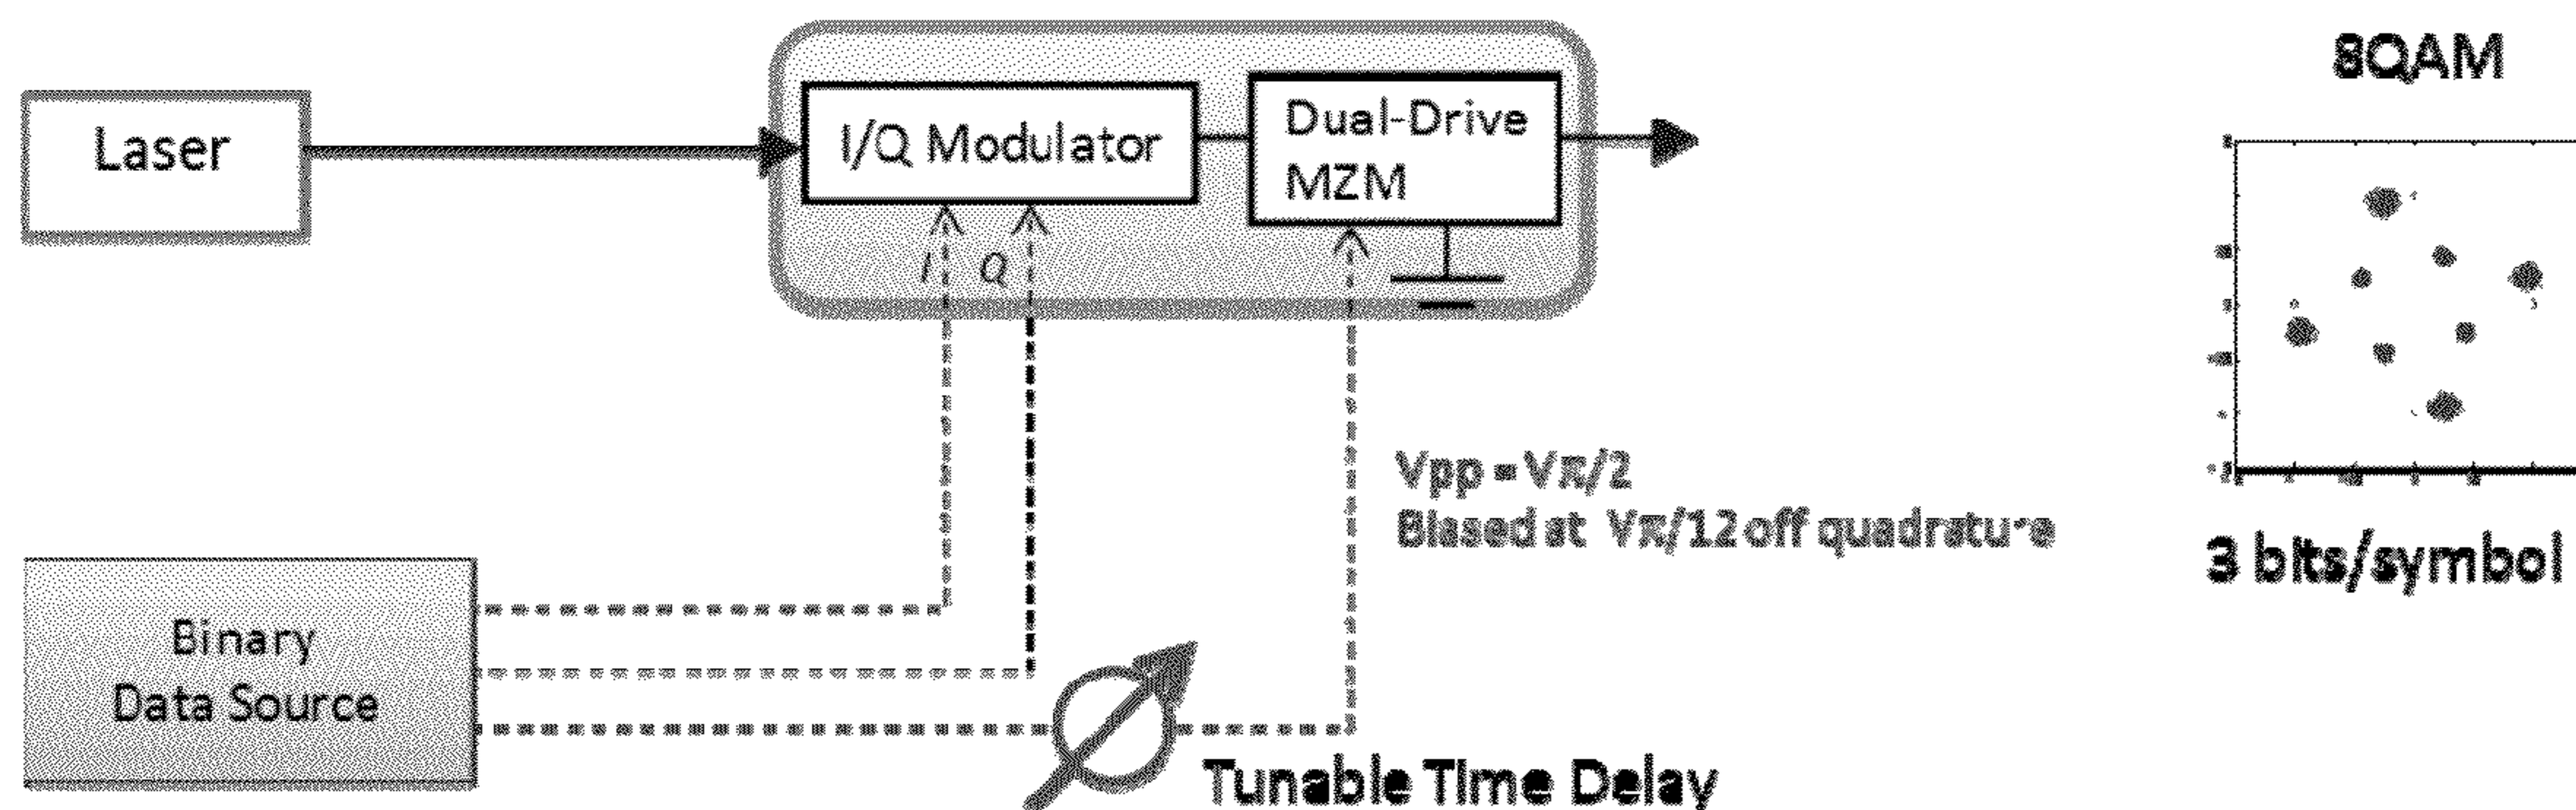 8QAM
Laser
I/Q Modulator
Dual-Drive
MZM
I Q
Vpp = Vπ/2
Biased at Vπ/12 off quadrature
3 bits/symbol
Binary
Data Source
Tunable Time Delay